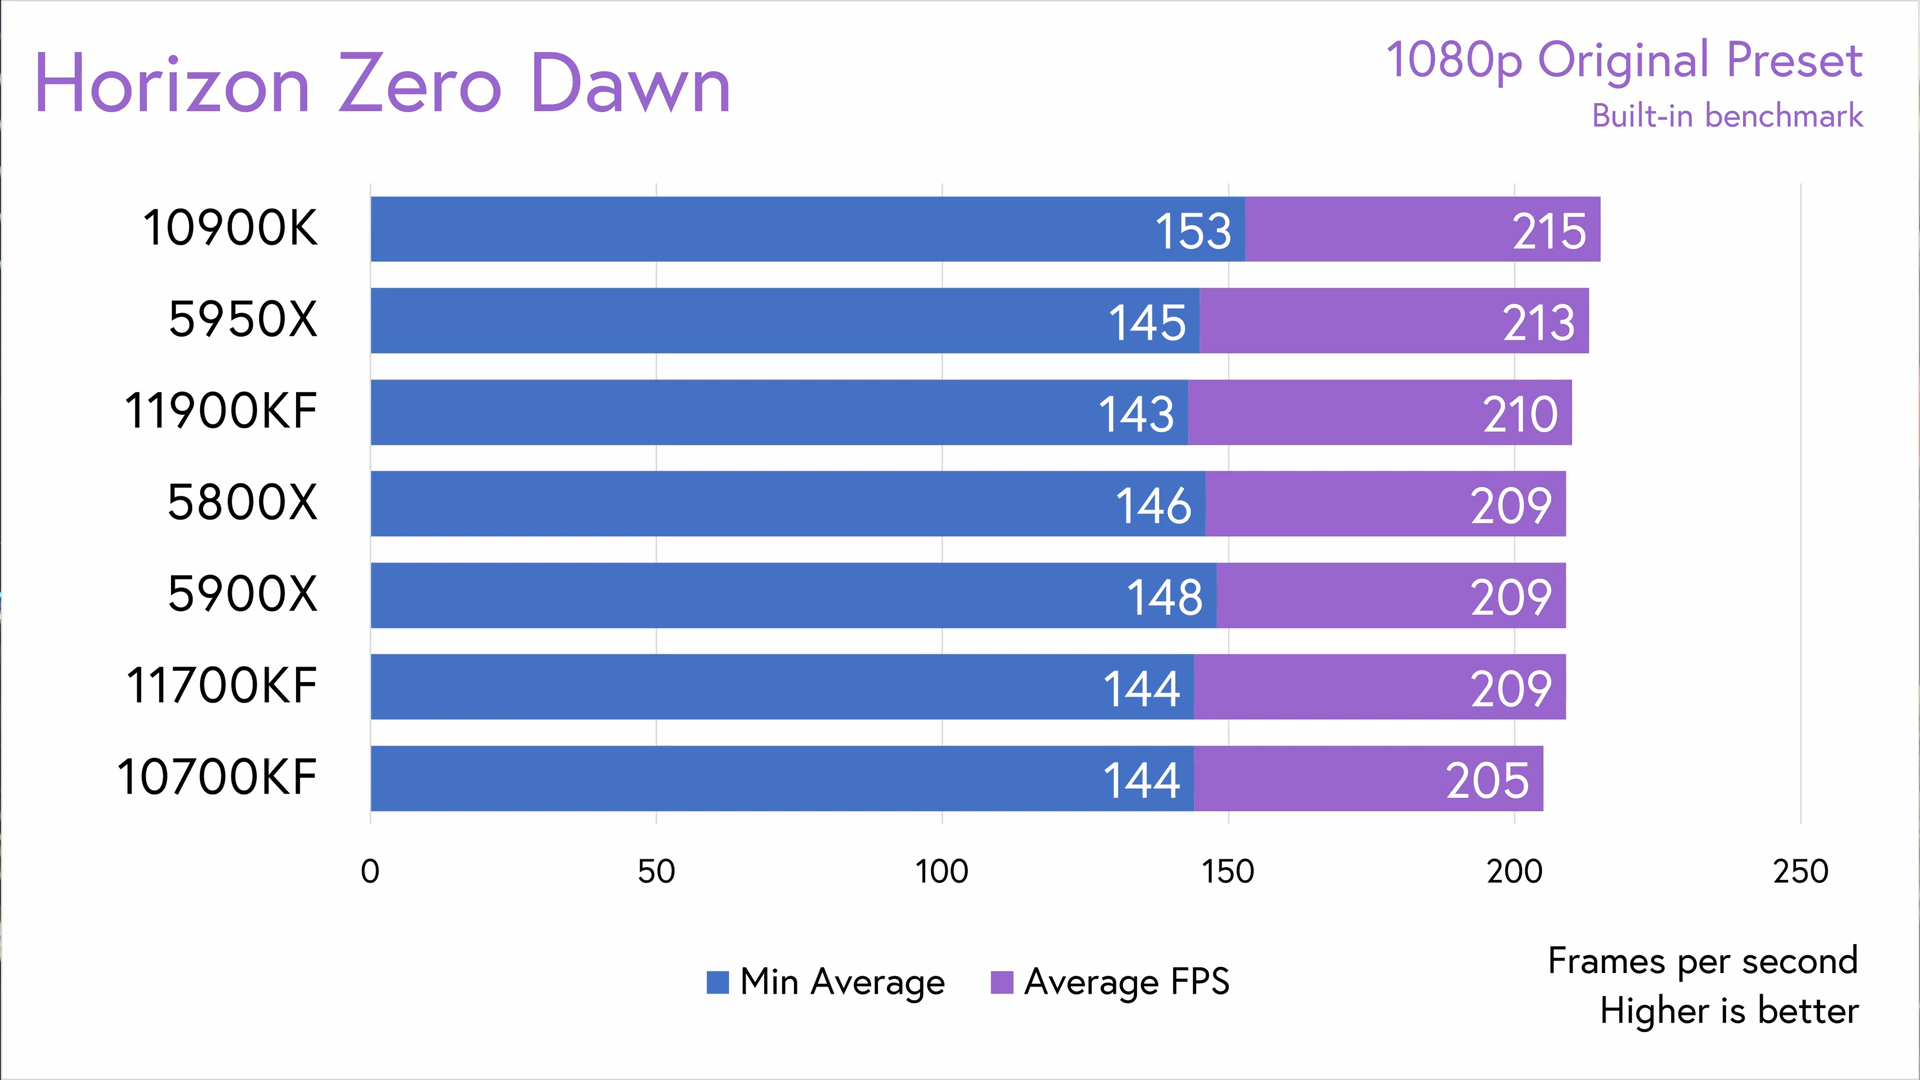 Horizon Zero Dawn
1080p Original Preset
Built-in benchmark
10900K 153 215
5950X 145 213
11900KF 143 210
5800X 146 209
5900X 148 209
11700KF 144 209
10700KF 144 205
0 50 100 150 200 250
Min Average Average FPS
Frames per second
Higher is better